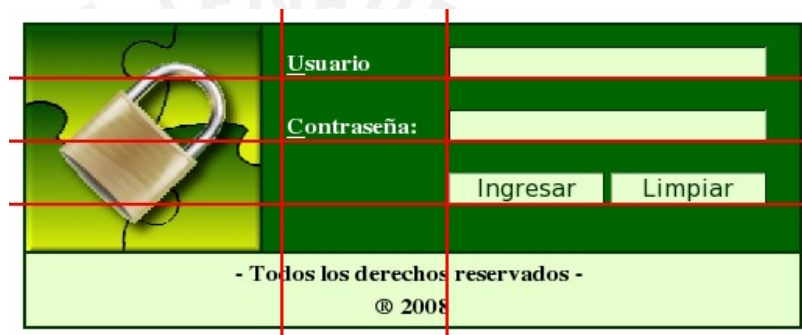 Usuario
Contraseña:
Ingresar Limpiar
- Todos los derechos reservados -
® 2008